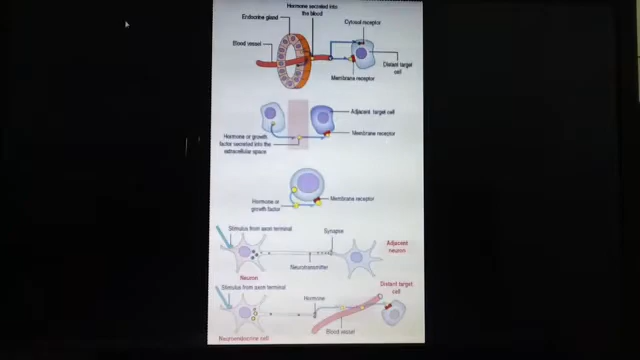 Hormone secreted into
the blood
Endocrine gland
Cytosol receptor
Blood vessel
Distant target
cell
Membrane receptor
Adjacent target cell
Membrane receptor
Hormone or growth
factor secreted into the
extracellular space
Hormone or
growth factor
Membrane receptor
Stimulus from axon terminal
Synapse
Adjacent
neuron
Neurotransmitter
Neuron
Stimulus from axon terminal
Hormone
Distant target
cell
Blood vessel
Neuroendocrine cell